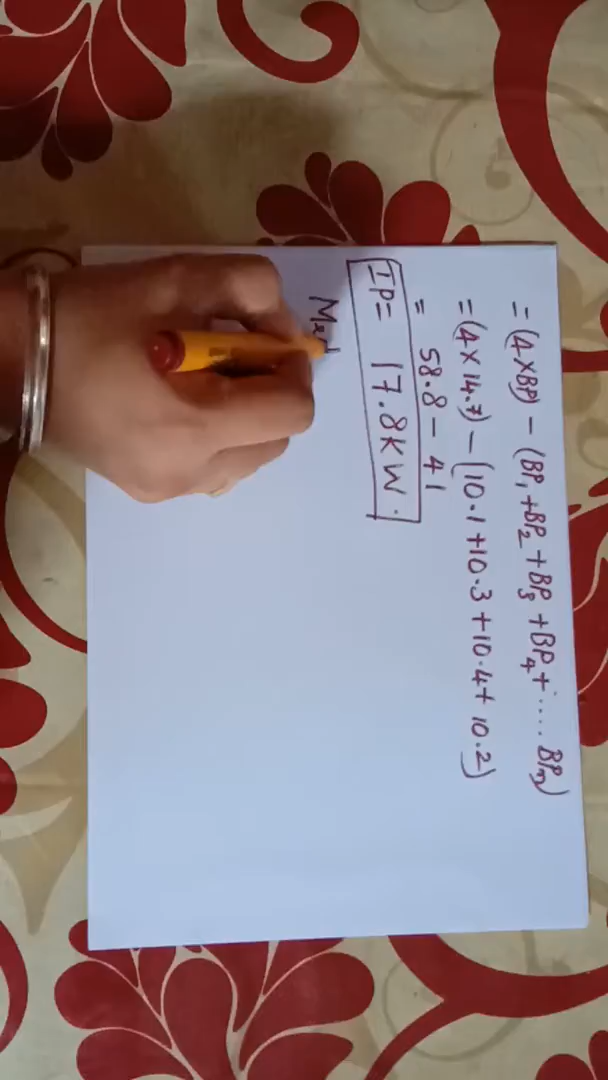 = (4 X BP) - (BP1 + BP2 + BP3 + BP4 + ..... BPn)
= (4 X 14.7) - (10.1 + 10.3 + 10.4 + 10.2)
= 58.8 - 41
IP = 17.8 KW.